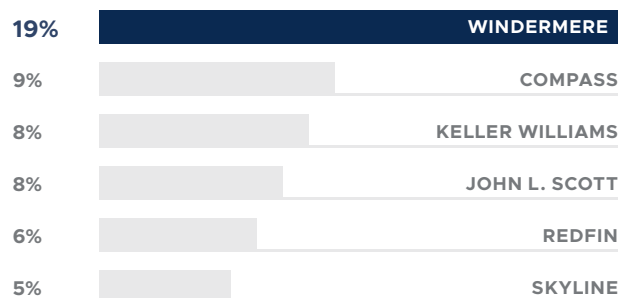 19% WINDERMERE
9% COMPASS
8% KELLER WILLIAMS
8% JOHN L. SCOTT
6% REDFIN
5% SKYLINE